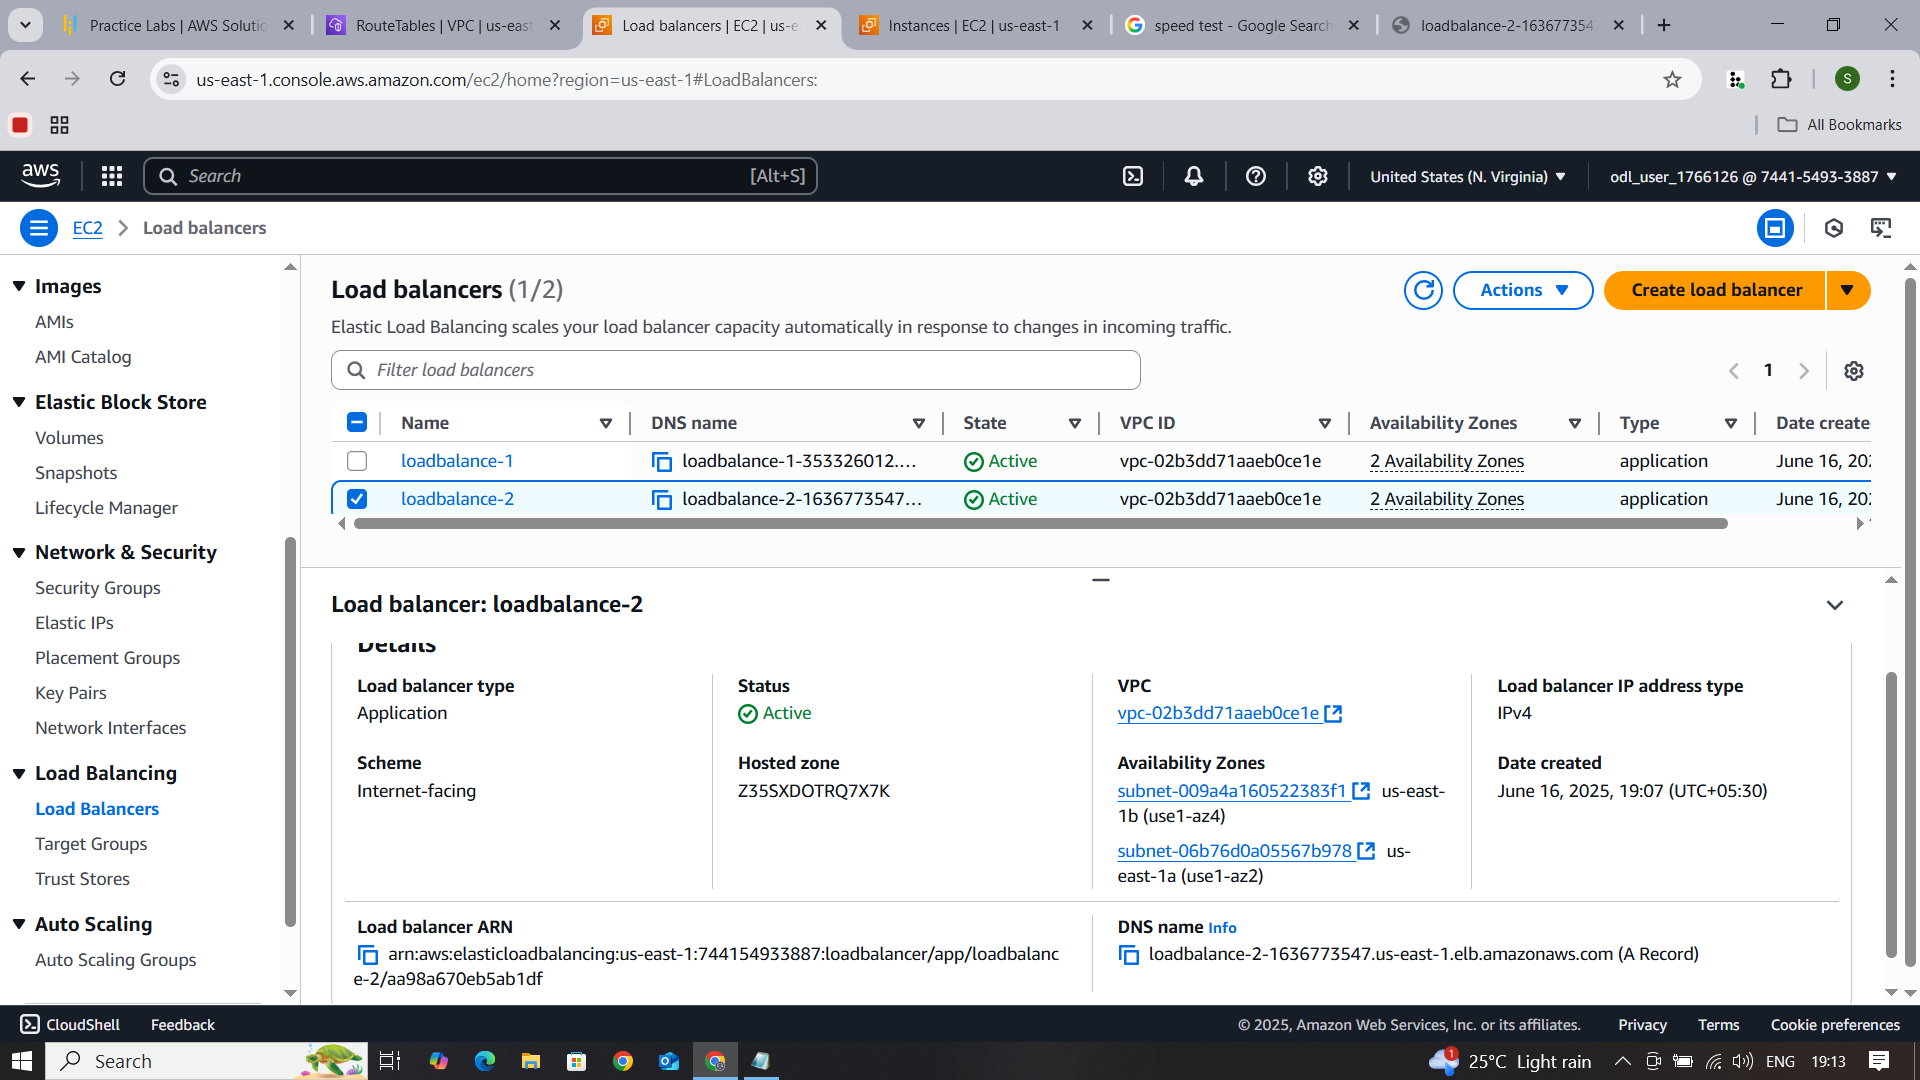 Practice Labs | AWS Solutio
RouteTables | VPC | us-east
Load balancers | EC2 | us-e
Instances | EC2 | us-east-1
speed test - Google Search
loadbalance-2-163677354
us-east-1.console.aws.amazon.com/ec2/home?region=us-east-1#LoadBalancers:
S
All Bookmarks
aws
Search
[Alt+S]
United States (N. Virginia)
odl_user_1766126 @ 7441-5493-3887
EC2
Load balancers
Images
AMIs
AMI Catalog
Elastic Block Store
Volumes
Snapshots
Lifecycle Manager
Network & Security
Security Groups
Elastic IPs
Placement Groups
Key Pairs
Network Interfaces
Load Balancing
Load Balancers
Target Groups
Trust Stores
Auto Scaling
Auto Scaling Groups
Load balancers (1/2)
Actions
Create load balancer
Elastic Load Balancing scales your load balancer capacity automatically in response to changes in incoming traffic.
Filter load balancers
1
Name DNS name State VPC ID Availability Zones Type Date create
loadbalance-1 loadbalance-1-353326012.... Active vpc-02b3dd71aaeb0ce1e 2 Availability Zones application June 16, 202
loadbalance-2 loadbalance-2-1636773547... Active vpc-02b3dd71aaeb0ce1e 2 Availability Zones application June 16, 202
Load balancer: loadbalance-2
Details
Load balancer type
Application
Status
Active
VPC
vpc-02b3dd71aaeb0ce1e
Load balancer IP address type
IPv4
Scheme
Internet-facing
Hosted zone
Z35SXDOTRQ7X7K
Availability Zones
subnet-009a4a160522383f1 us-east-
1b (use1-az4)
subnet-06b76d0a05567b978 us-
east-1a (use1-az2)
Date created
June 16, 2025, 19:07 (UTC+05:30)
Load balancer ARN
arn:aws:elasticloadbalancing:us-east-1:744154933887:loadbalancer/app/loadbalanc
e-2/aa98a670eb5ab1df
DNS name Info
loadbalance-2-1636773547.us-east-1.elb.amazonaws.com (A Record)
CloudShell
Feedback
© 2025, Amazon Web Services, Inc. or its affiliates.
Privacy
Terms
Cookie preferences
Search
1
25°C Light rain
ENG
19:13